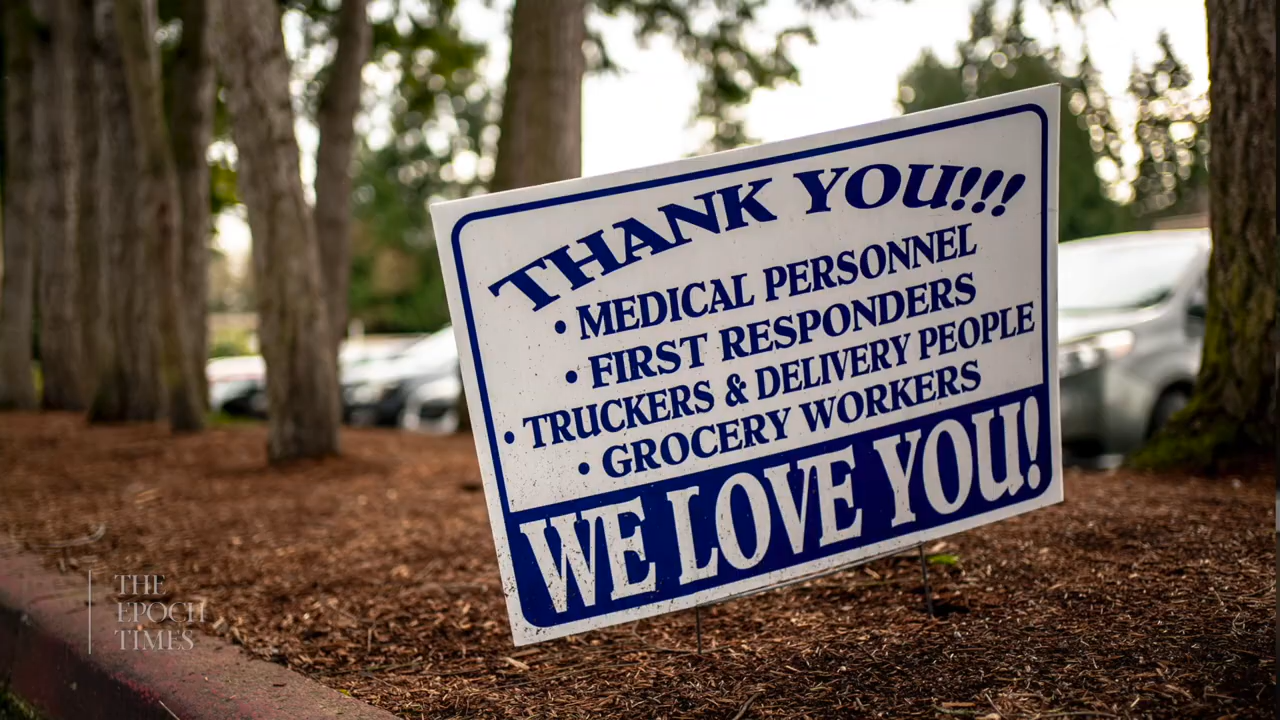 THANK YOU!!!
• MEDICAL PERSONNEL
• FIRST RESPONDERS
• TRUCKERS & DELIVERY PEOPLE
• GROCERY WORKERS
WE LOVE YOU!
THE
EPOCH
TIMES